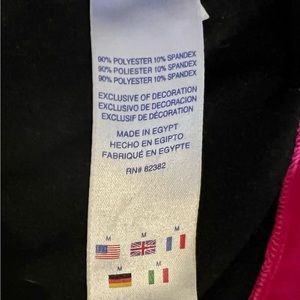 90% POLYESTER 10% SPANDEX
90% POLIESTER 10% SPANDEX
90% POLYESTER 10% SPANDEX
EXCLUSIVE OF DECORATION
EXCLUSIVO DE DECORACION
EXCLUSIF DE DÉCORATION
MADE IN EGYPT
HECHO EN EGIPTO
FABRIQUÉ EN EGYPTE
RN# 82382
M M M
M M